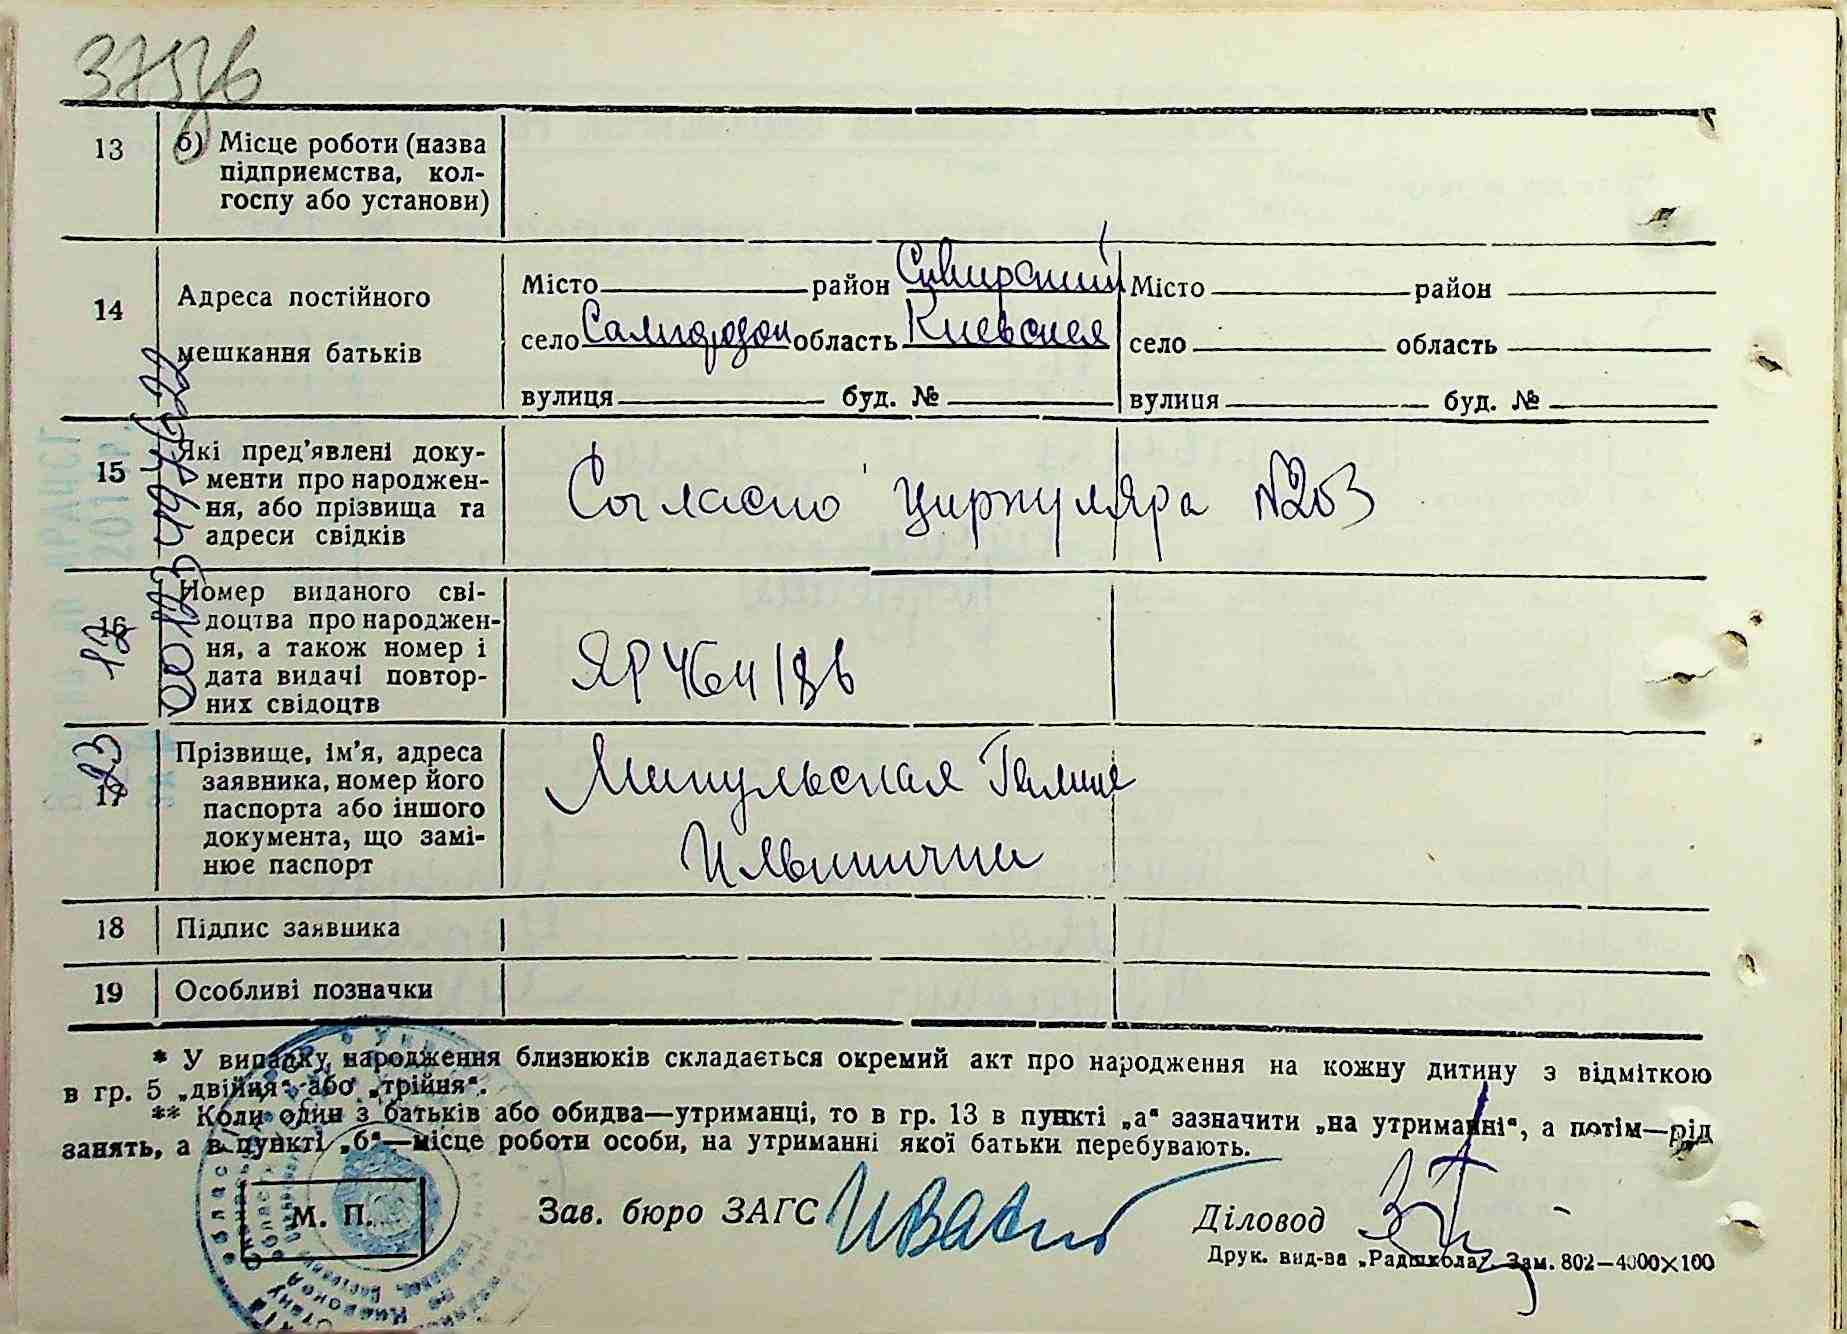 13
б) Місце роботи (назва
підприємства, кол-
госпу або установи)
14
Адреса постійного
мешкання батьків
Місто район Сквирский
село Самгородок область Киевская
вулиця буд. №
Місто район
село область
вулиця буд. №
15
Які пред'явлені доку-
менти про народжен-
ня, або прізвища та
адреси свідків
Согласно циркуляра №203
16
Номер виданого сві-
доцтва про народжен-
ня, а також номер і
дата видачі повтор-
них свідоцтв
ЯР 464186
17
Прізвище, ім'я, адреса
заявника, номер його
паспорта або іншого
документа, що замі-
нює паспорт
Микульская Галина
Ильинична
18
Підпис заявника
19
Особливі позначки
* У випадку народження близнюків складається окремий акт про народження на кожну дитину з відміткою
в гр. 5 „двійня“ або „трійня“.
** Коли один з батьків або обидва—утриманці, то в гр. 13 в пункті „а“ зазначити „на утриманні“, а потім—рід
занять, а в пункті „б“—місце роботи особи, на утриманні якої батьки перебувають.
М. П.
Зав. бюро ЗАГС
Діловод
Друк. вид-ва „Радшкола“. Зам. 802—4000×100